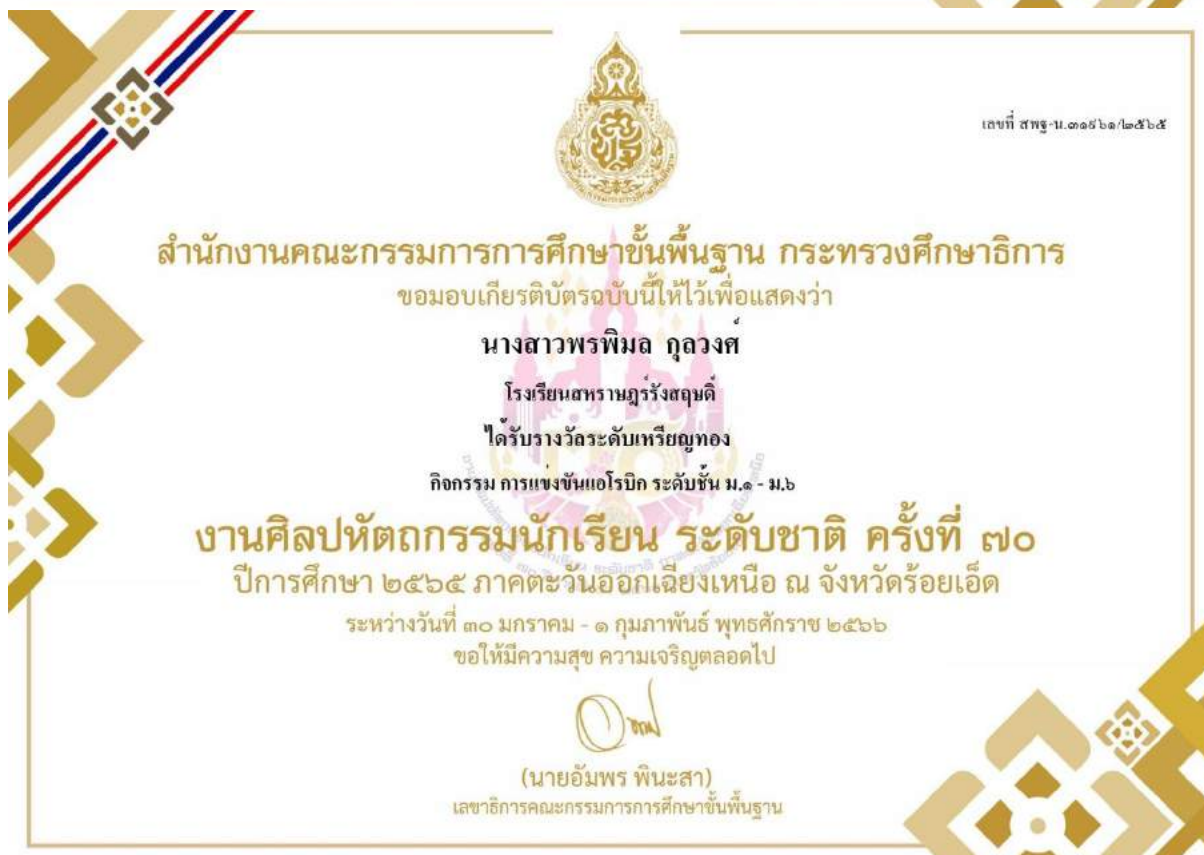 เลขที่ สพฐ-น.๓๑๙๖๑/๒๕๖๕
สำนักงานคณะกรรมการการศึกษาขั้นพื้นฐาน กระทรวงศึกษาธิการ
ขอมอบเกียรติบัตรฉบับนี้ให้ไว้เพื่อแสดงว่า
นางสาวพรพิมล กุลวงศ์
โรงเรียนสหราษฎร์รังสฤษดิ์
ได้รับรางวัลระดับเหรียญทอง
กิจกรรม การแข่งขันแอโรบิก ระดับชั้น ม.๑ - ม.๖
งานศิลปหัตถกรรมนักเรียน ระดับชาติ ครั้งที่ ๗๐
ปีการศึกษา ๒๕๖๕ ภาคตะวันออกเฉียงเหนือ ณ จังหวัดร้อยเอ็ด
ระหว่างวันที่ ๓๐ มกราคม - ๑ กุมภาพันธ์ พุทธศักราช ๒๕๖๖
ขอให้มีความสุข ความเจริญตลอดไป
(นายอัมพร พินะสา)
เลขาธิการคณะกรรมการการศึกษาขั้นพื้นฐาน